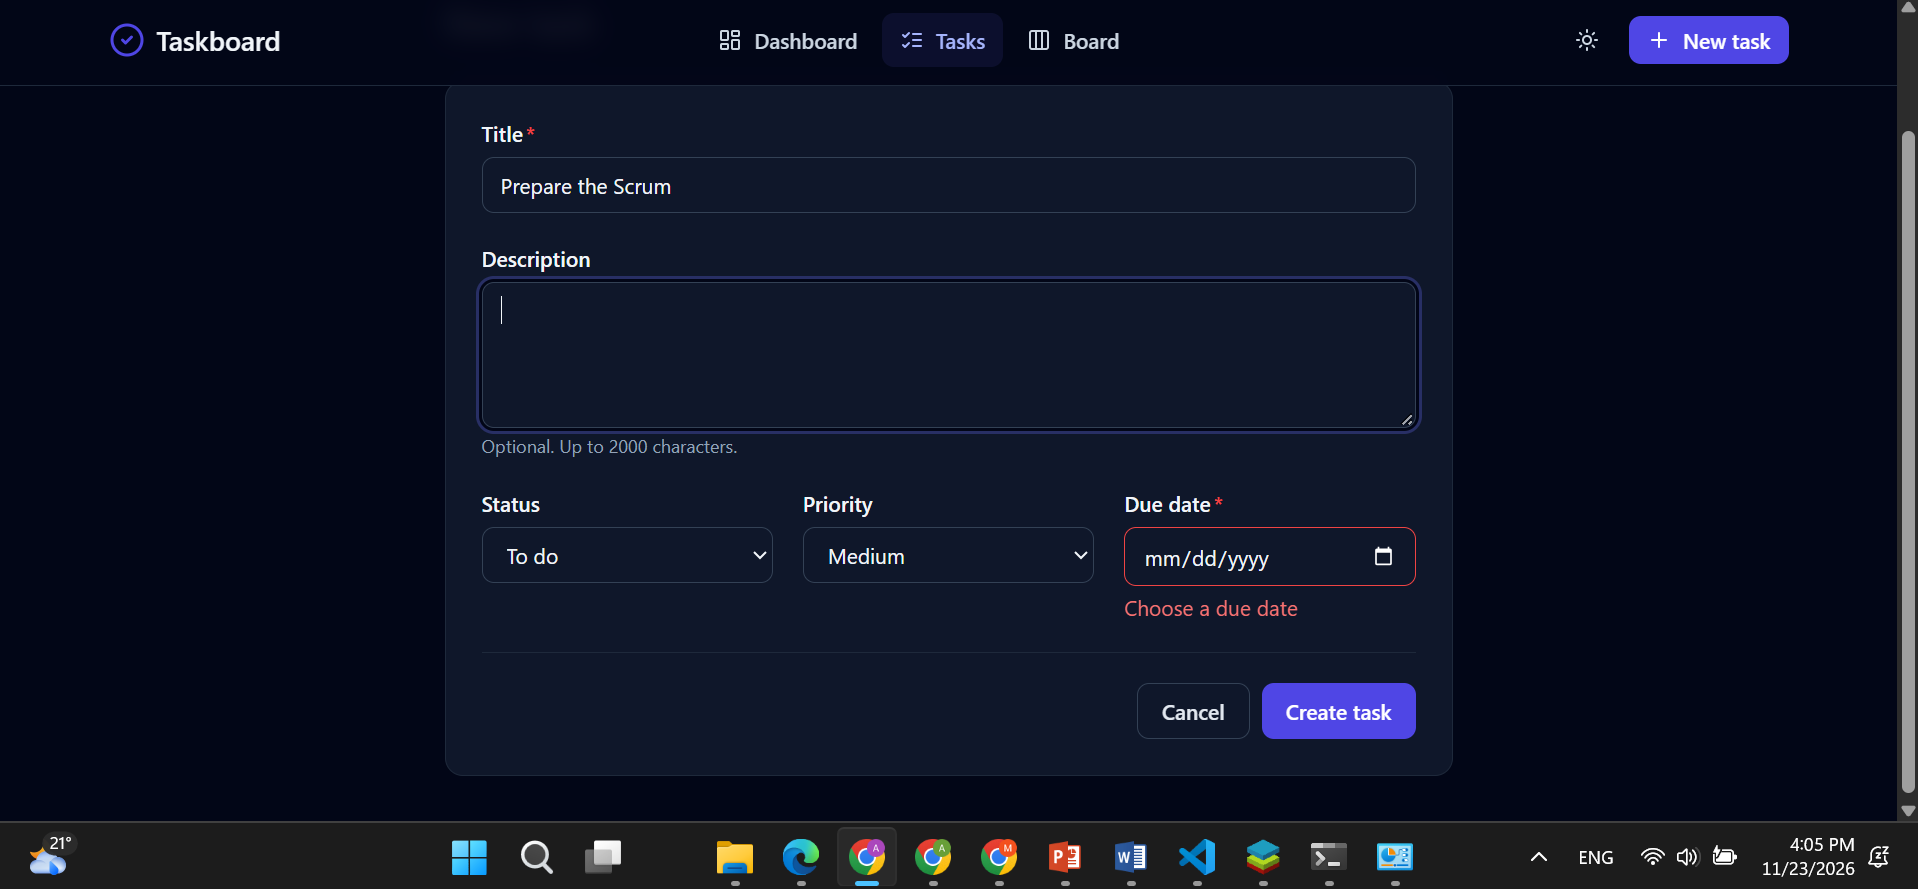 Taskboard
Dashboard
Tasks
Board
New task
Title*
Prepare the Scrum
Description
Optional. Up to 2000 characters.
Status
Priority
Due date*
To do
Medium
mm/dd/yyyy
Choose a due date
Cancel
Create task
21°
A
A
M
P
W
ENG
4:05 PM
11/23/2026